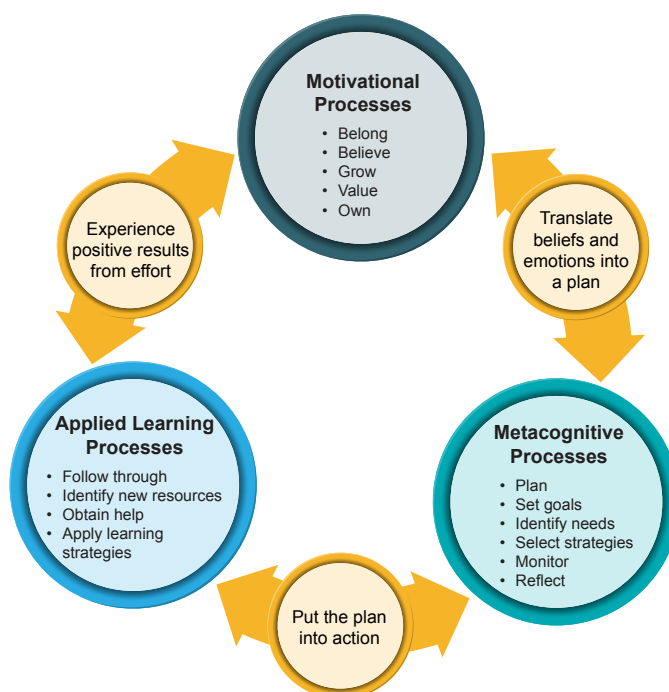 Motivational
Processes
• Belong
• Believe
• Grow
• Value
• Own
Experience
positive results
from effort
Translate
beliefs and
emotions into
a plan
Applied Learning
Processes
• Follow through
• Identify new resources
• Obtain help
• Apply learning
strategies
Metacognitive
Processes
• Plan
• Set goals
• Identify needs
• Select strategies
• Monitor
• Reflect
Put the plan
into action